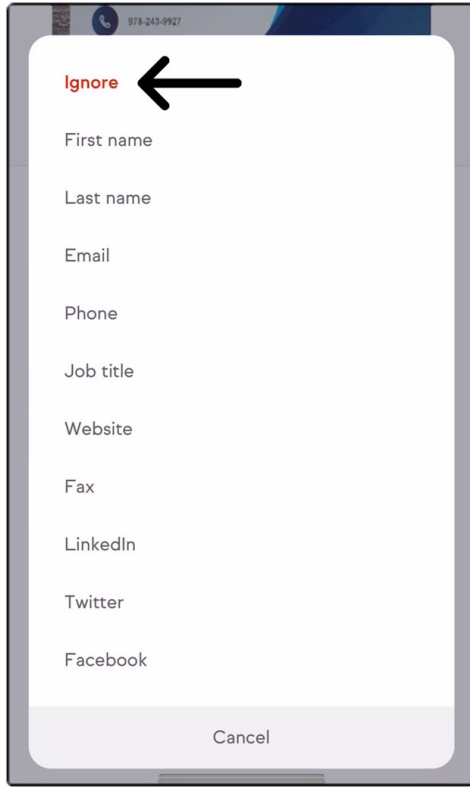 978-243-9927
Ignore
First name
Last name
Email
Phone
Job title
Website
Fax
LinkedIn
Twitter
Facebook
Cancel